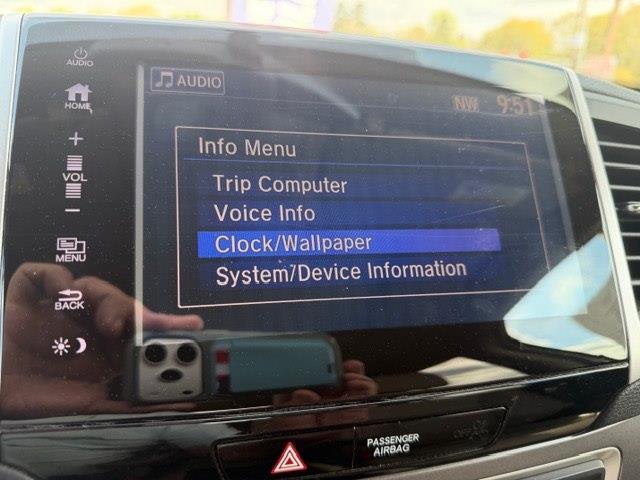 AUDIO
AUDIO
HOME
NW 9:51
Info Menu
VOL
Trip Computer
Voice Info
Clock/Wallpaper
System/Device Information
MENU
BACK
PASSENGER
AIRBAG